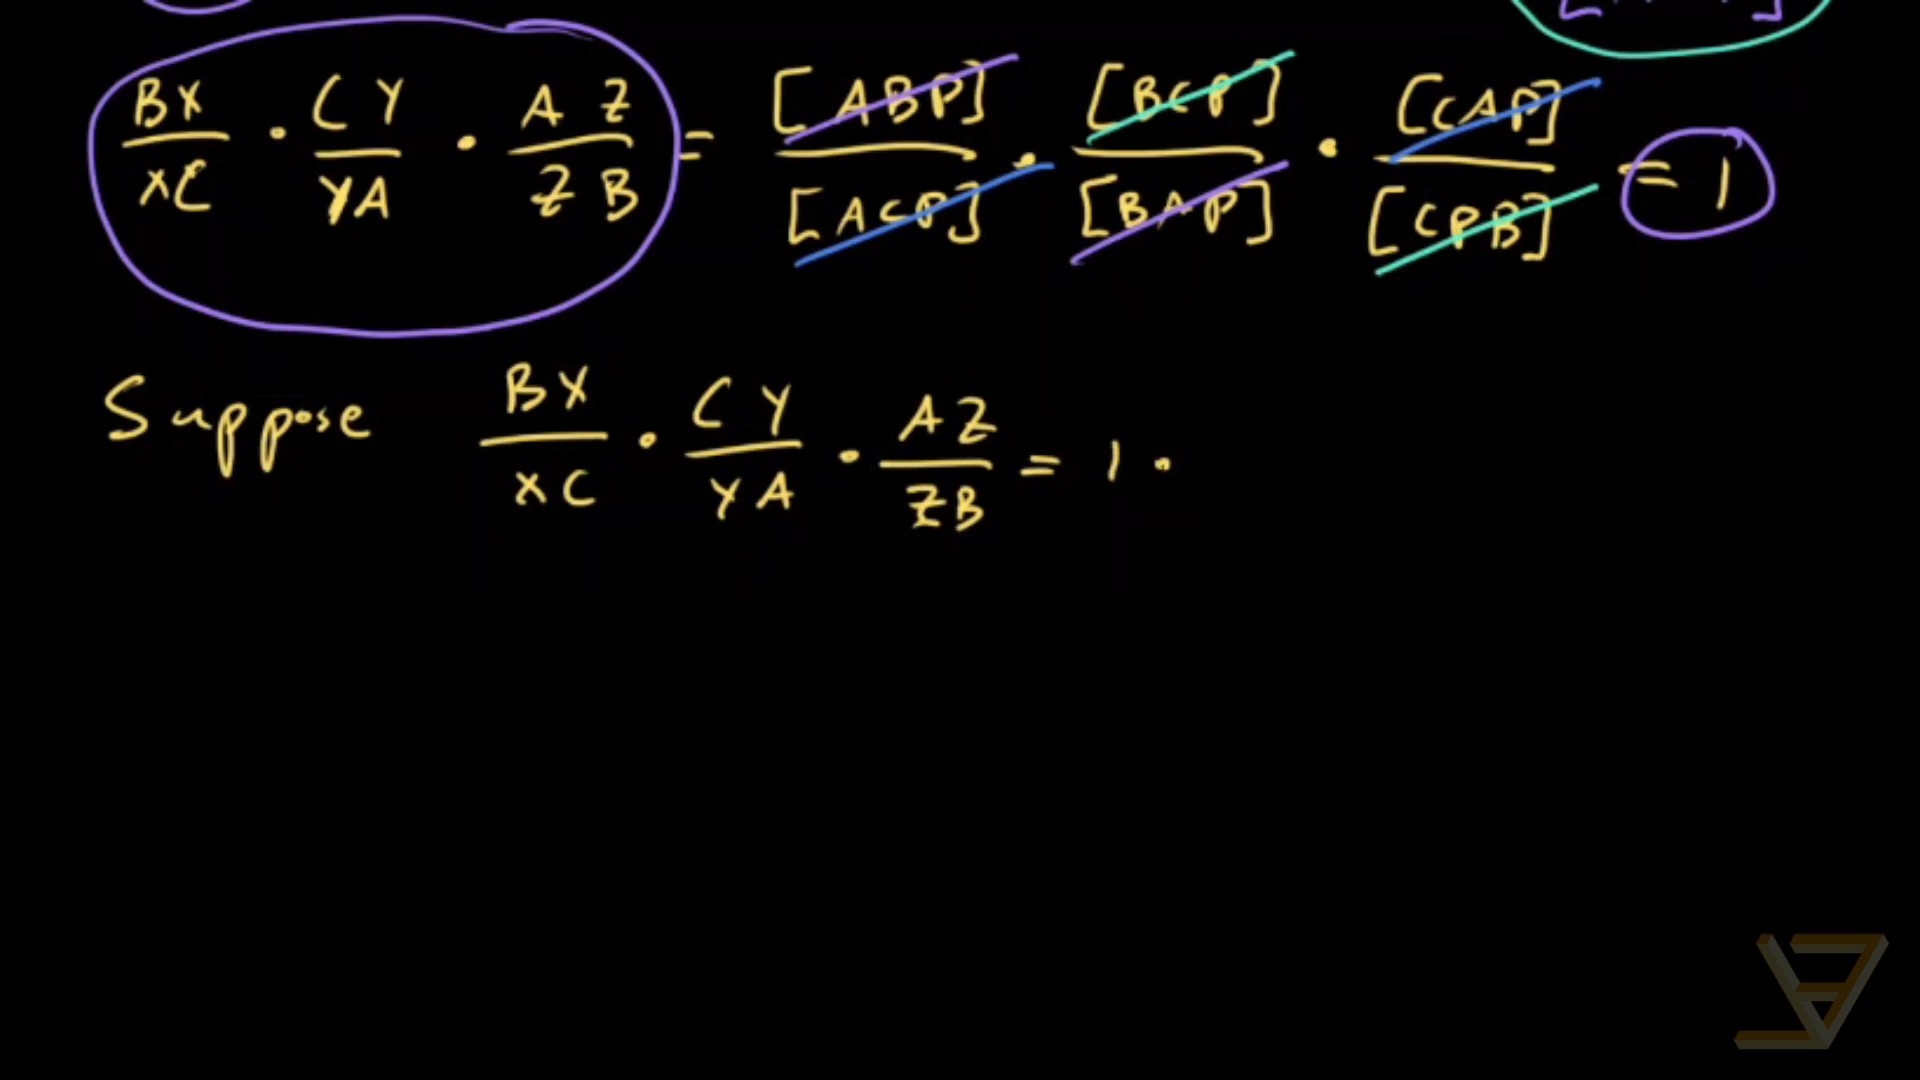 BX/XC · CY/YA · AZ/ZB = [ABP]/[ACP] · [BCP]/[BAP] · [CAP]/[CPB] = 1
Suppose BX/XC · CY/YA · AZ/ZB = 1.